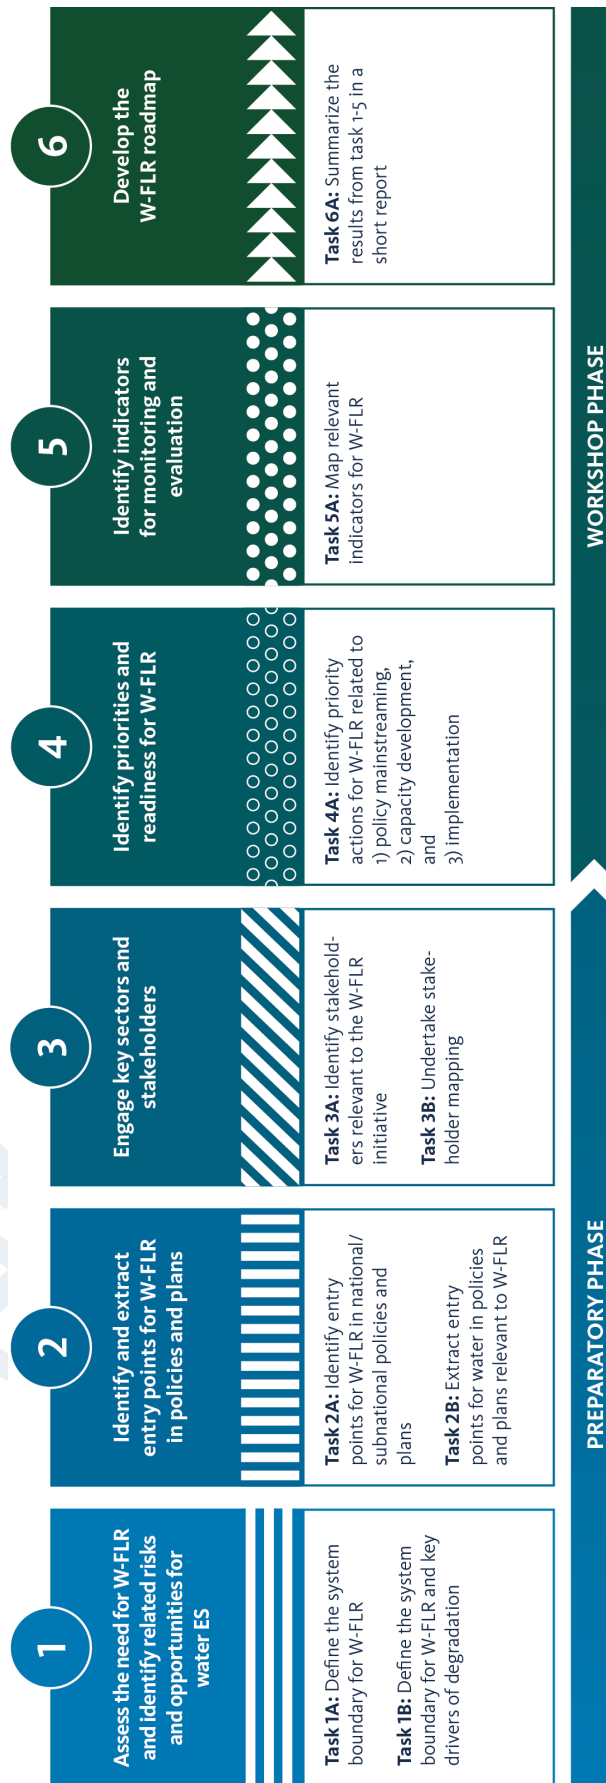 1
Assess the need for W-FLR
and identify related risks
and opportunities for
water ES
Task 1A: Define the system
boundary for W-FLR
Task 1B: Define the system
boundary for W-FLR and key
drivers of degradation
2
Identify and extract
entry points for W-FLR
in policies and plans
Task 2A: Identify entry
points for W-FLR in national/
subnational policies and
plans
Task 2B: Extract entry
points for water in policies
and plans relevant to W-FLR
3
Engage key sectors and
stakeholders
Task 3A: Identify stakehold-
ers relevant to the W-FLR
initiative
Task 3B: Undertake stake-
holder mapping
4
Identify priorities and
readiness for W-FLR
Task 4A: Identify priority
actions for W-FLR related to
1) policy mainstreaming,
2) capacity development,
and
3) implementation
5
Identify indicators
for monitoring and
evaluation
Task 5A: Map relevant
indicators for W-FLR
6
Develop the
W-FLR roadmap
Task 6A: Summarize the
results from task 1-5 in a
short report
PREPARATORY PHASE
WORKSHOP PHASE